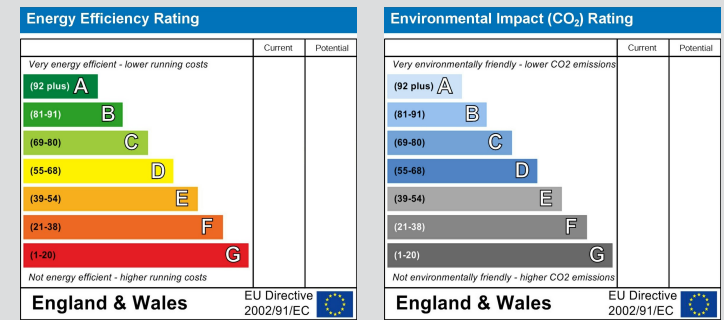 Energy Efficiency Rating
Current Potential
Very energy efficient - lower running costs
(92 plus) A
(81-91) B
(69-80) C
(55-68) D
(39-54) E
(21-38) F
(1-20) G
Not energy efficient - higher running costs
England & Wales
EU Directive
2002/91/EC
Environmental Impact (CO₂) Rating
Current Potential
Very environmentally friendly - lower CO2 emissions
(92 plus) A
(81-91) B
(69-80) C
(55-68) D
(39-54) E
(21-38) F
(1-20) G
Not environmentally friendly - higher CO2 emissions
England & Wales
EU Directive
2002/91/EC